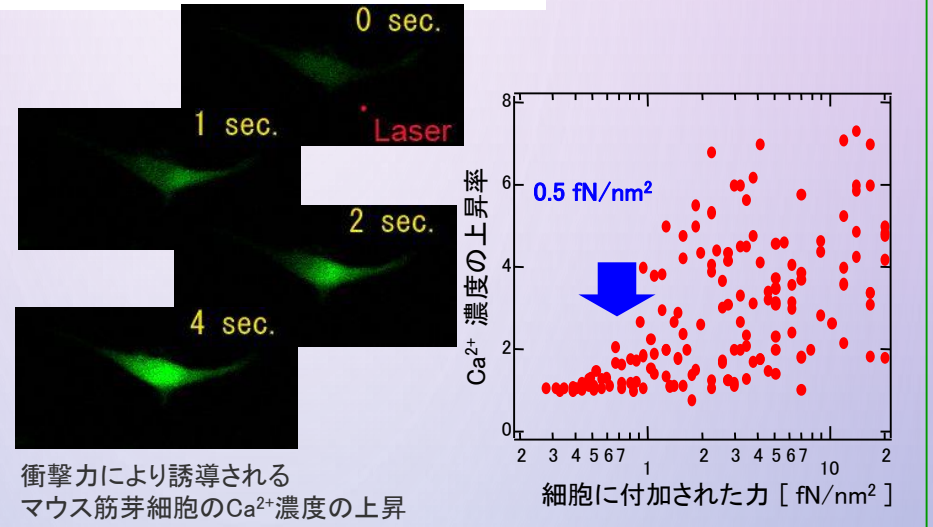 0 sec.
Laser
1 sec.
2 sec.
4 sec.
衝撃力により誘導される
マウス筋芽細胞のCa²⁺濃度の上昇
Ca²⁺ 濃度の上昇率
8
6
4
2
0
0.5 fN/nm²
2 3 4 5 6 7 1 2 3 4 5 6 7 10 2
細胞に付加された力 [ fN/nm² ]